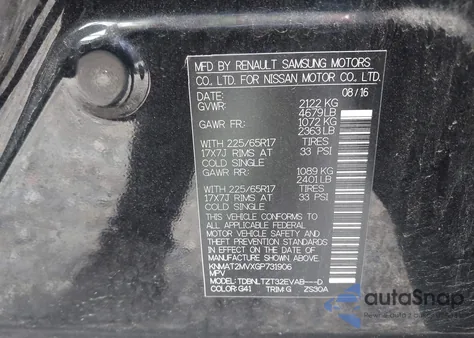 MFD BY RENAULT SAMSUNG MOTORS
CO. LTD. FOR NISSAN MOTOR CO., LTD.
DATE: 08/16
GVWR: 2122 KG
4679 LB
GAWR FR: 1072 KG
2363 LB
WITH 225/65R17 TIRES
17X7J RIMS AT 33 PSI
COLD SINGLE
GAWR RR: 1089 KG
2401 LB
WITH 225/65R17 TIRES
17X7J RIMS AT 33 PSI
COLD SINGLE
THIS VEHICLE CONFORMS TO
ALL APPLICABLE FEDERAL
MOTOR VEHICLE SAFETY AND
THEFT PREVENTION STANDARDS
IN EFFECT ON THE DATE OF
MANUFACTURE SHOWN ABOVE.
KNMAT2MVXGP731906
MPV
MODEL: TDBNLTZT32EVAB---D
COLOR: G41 TRIM: G ZS30A
autoSnap